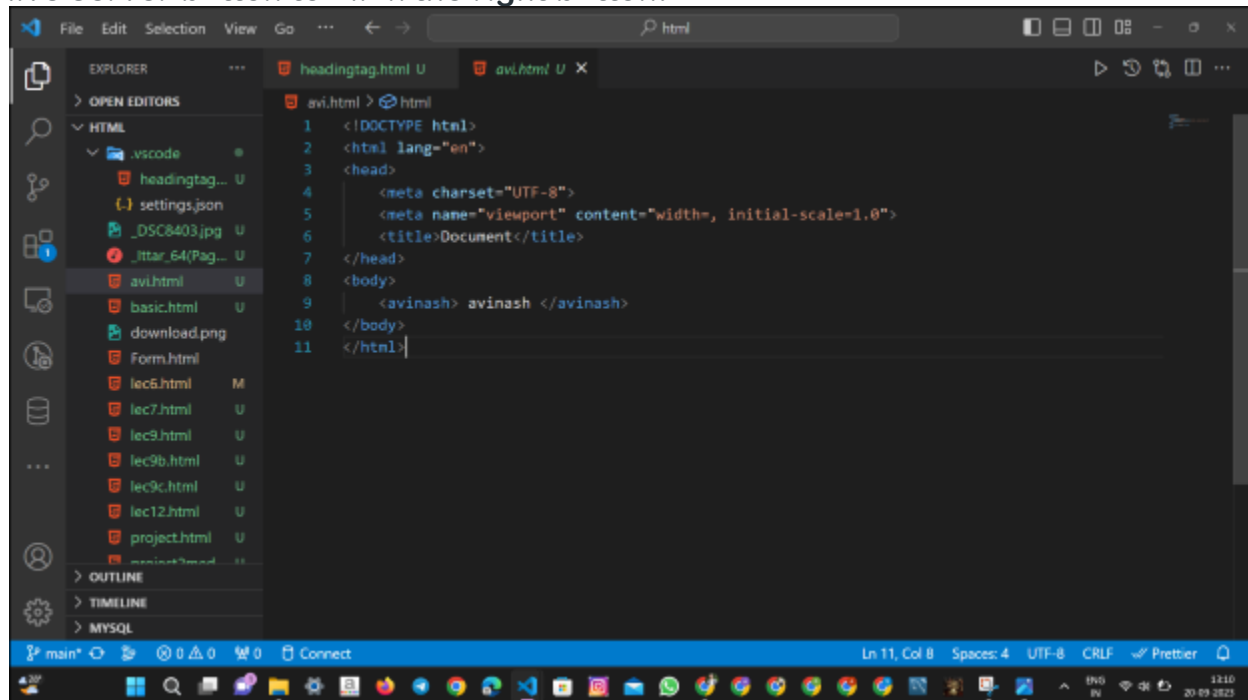 File Edit Selection View Go ··· html
EXPLORER ···
OPEN EDITORS
HTML
.vscode
headingtag... U
settings.json
_DSC8403.jpg U
_Ittar_64(Pag... U
avi.html U
basic.html U
download.png
Form.html
lec6.html M
lec7.html U
lec9.html U
lec9b.html U
lec9c.html U
lec12.html U
project.html U
OUTLINE
TIMELINE
MYSQL
headingtag.html U avi.html U
avi.html > html
1 <!DOCTYPE html>
2 <html lang="en">
3 <head>
4 <meta charset="UTF-8">
5 <meta name="viewport" content="width=, initial-scale=1.0">
6 <title>Document</title>
7 </head>
8 <body>
9 <avinash> avinash </avinash>
10 </body>
11 </html>
main* 0 0 0 Connect Ln 11, Col 8 Spaces: 4 UTF-8 CRLF Prettier
ENG 13:10
IN 20-09-2023